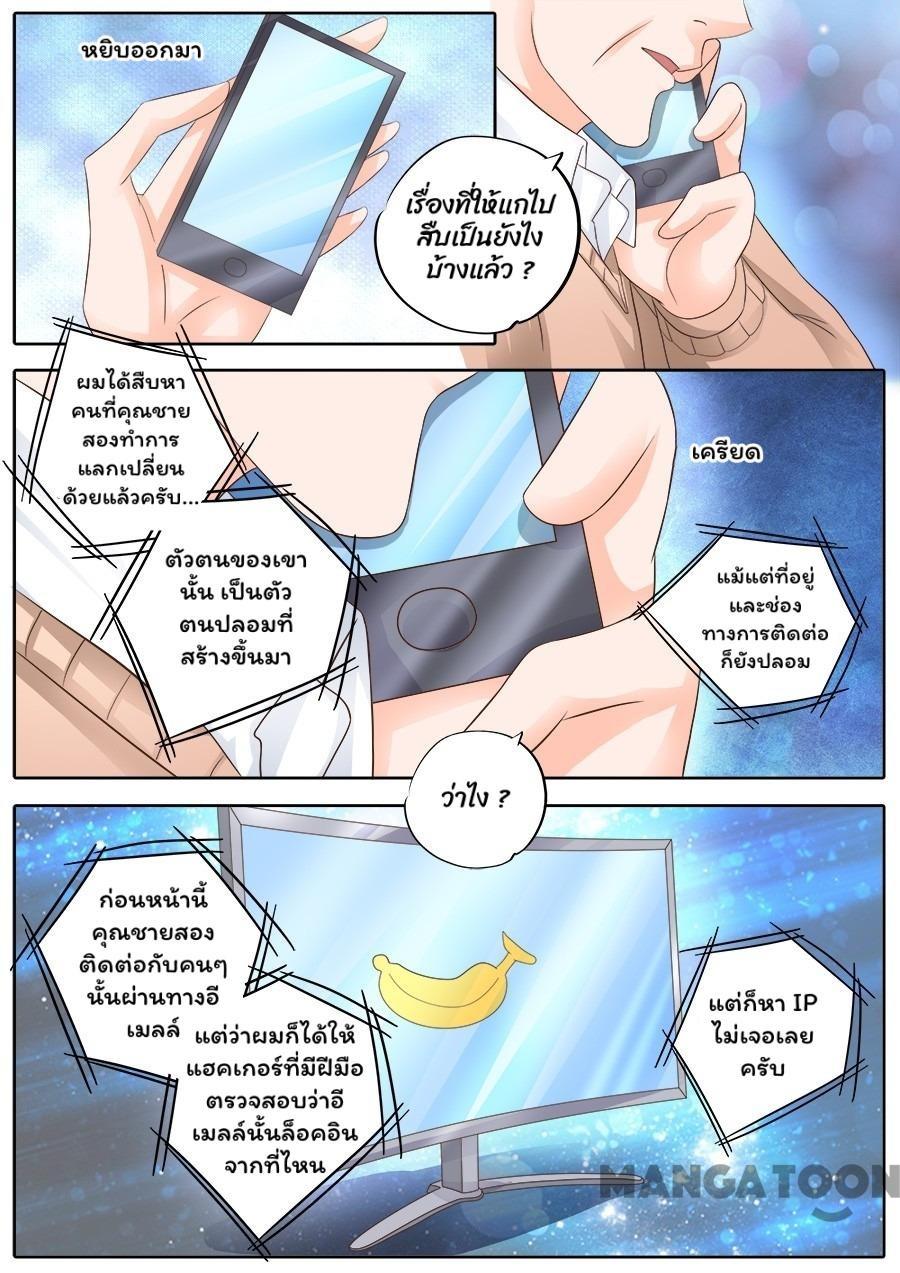 หยิบออกมา
เรื่องที่ให้แกไป
สืบเป็นยังไง
บ้างแล้ว ?
ผมได้สืบหา
คนที่คุณชาย
สองทำการ
แลกเปลี่ยน
ด้วยแล้วครับ...
เครียด
ตัวตนของเขา
นั้น เป็นตัว
ตนปลอมที่
สร้างขึ้นมา
แม้แต่ที่อยู่
และช่อง
ทางการติดต่อ
ก็ยังปลอม
ว่าไง ?
ก่อนหน้านี้
คุณชายสอง
ติดต่อกับคนๆ
นั้นผ่านทางอี
เมลล์
แต่ว่าผมก็ได้ให้
แฮคเกอร์ที่มีฝีมือ
ตรวจสอบว่าอี
เมลล์นั้นล็อคอิน
จากที่ไหน
แต่ก็หา IP
ไม่เจอเลย
ครับ
MANGATOON